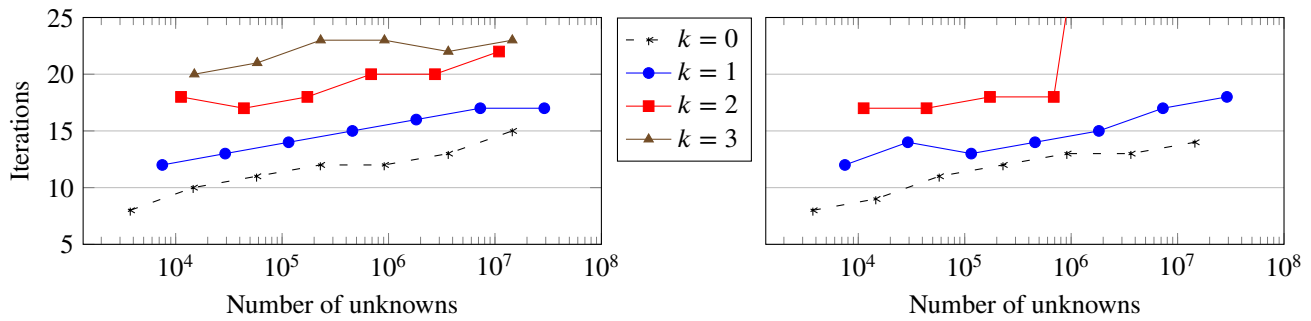 25
20
15
10
5
Iterations
10^4 10^5 10^6 10^7 10^8
Number of unknowns
k = 0
k = 1
k = 2
k = 3
10^4 10^5 10^6 10^7 10^8
Number of unknowns